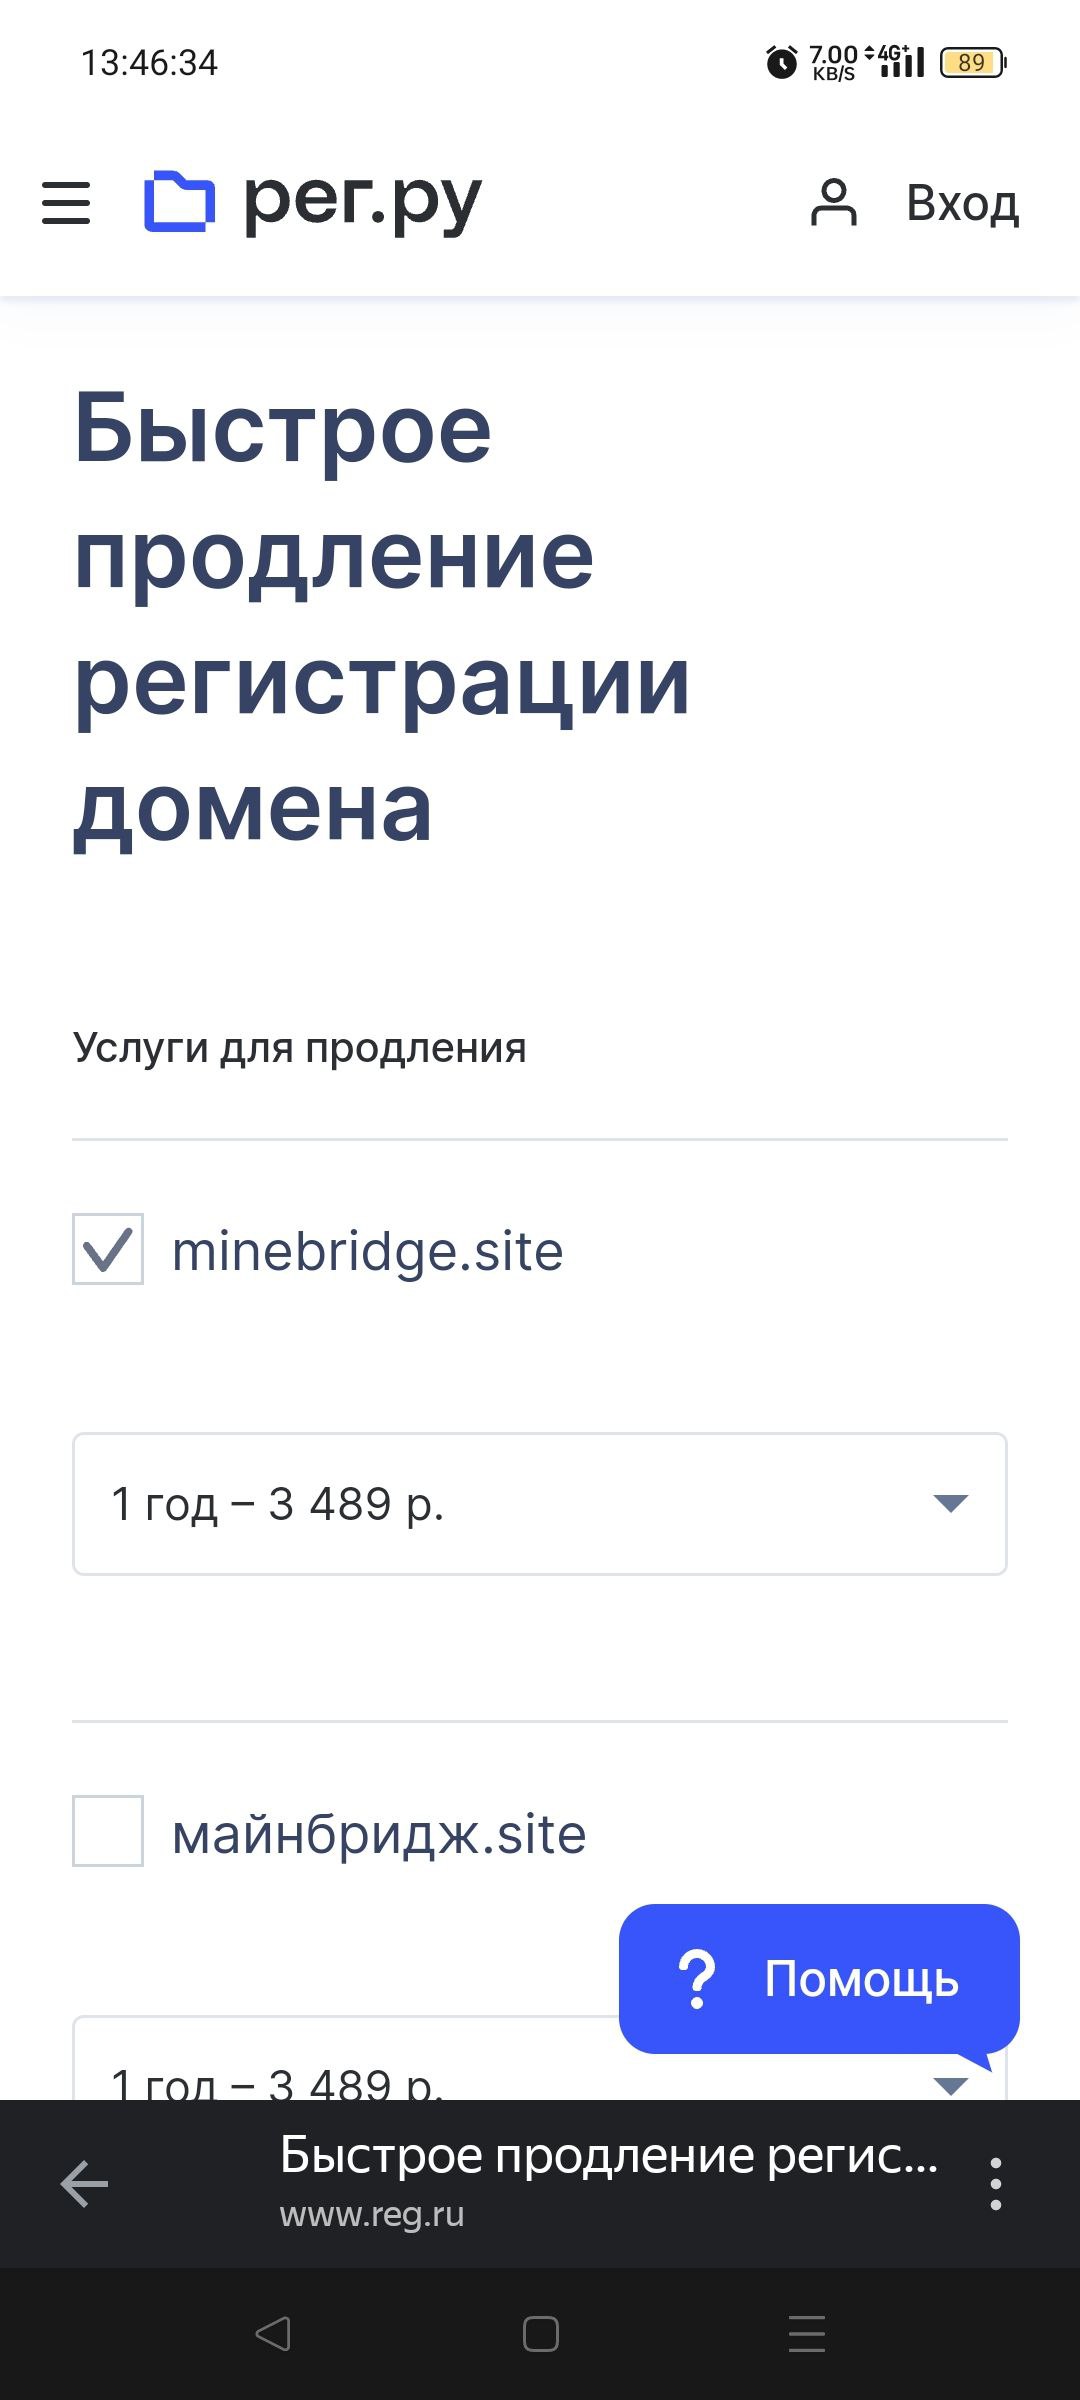 13:46:34
7.00 KB/S 4G+ 89
рег.ру
Вход
Быстрое
продление
регистрации
домена
Услуги для продления
minebridge.site
1 год – 3 489 р.
майнбридж.site
Помощь
1 год – 3 489 р.
Быстрое продление регис...
www.reg.ru